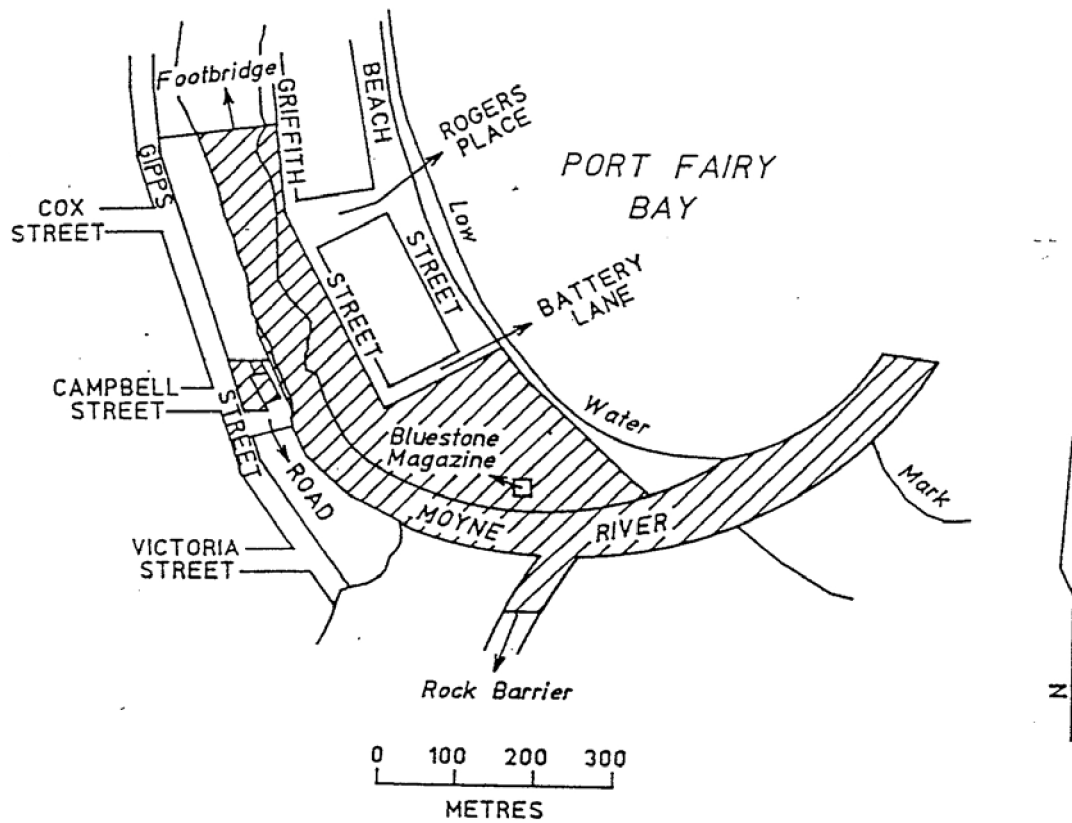 Footbridge
GRIFFITH
BEACH
ROGERS
PLACE
GIPPS
PORT FAIRY
BAY
COX
STREET
Low
STREET
STREET
BATTERY
LANE
CAMPBELL
STREET
STREET
Water
Bluestone
Magazine
ROAD
Mark
MOYNE
RIVER
VICTORIA
STREET
Rock Barrier
N
0 100 200 300
METRES